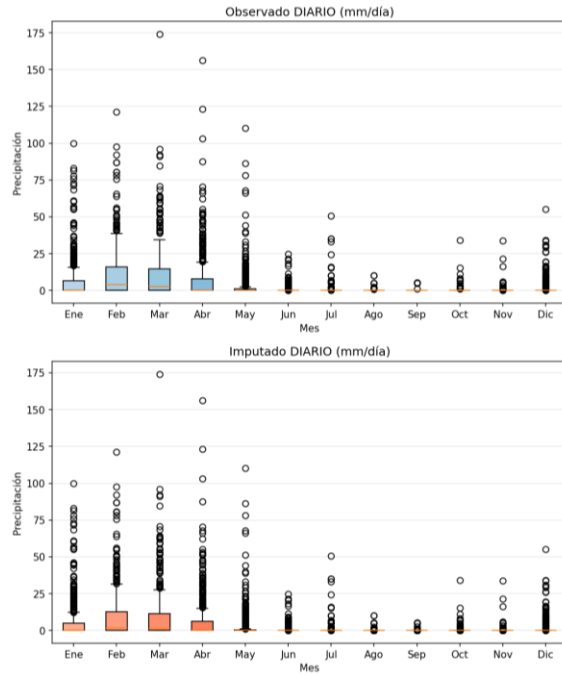 Observado DIARIO (mm/día)
175
150
125
100
75
50
25
0
Precipitación
Ene Feb Mar Abr May Jun Jul Ago Sep Oct Nov Dic
Mes
Imputado DIARIO (mm/día)
175
150
125
100
75
50
25
0
Precipitación
Ene Feb Mar Abr May Jun Jul Ago Sep Oct Nov Dic
Mes